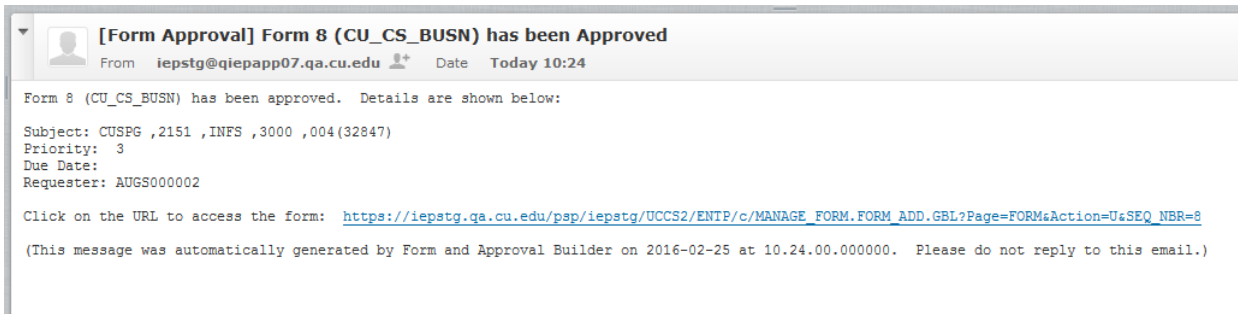 [Form Approval] Form 8 (CU_CS_BUSN) has been Approved
From iepstg@qiepapp07.qa.cu.edu Date Today 10:24
Form 8 (CU_CS_BUSN) has been approved.  Details are shown below:
Subject: CUSPG ,2151 ,INFS ,3000 ,004(32847)
Priority:  3
Due Date:
Requester: AUGS000002
Click on the URL to access the form:  https://iepstg.qa.cu.edu/psp/iepstg/UCCS2/ENTP/c/MANAGE_FORM.FORM_ADD.GBL?Page=FORM&Action=U&SEQ_NBR=8
(This message was automatically generated by Form and Approval Builder on 2016-02-25 at 10.24.00.000000.  Please do not reply to this email.)